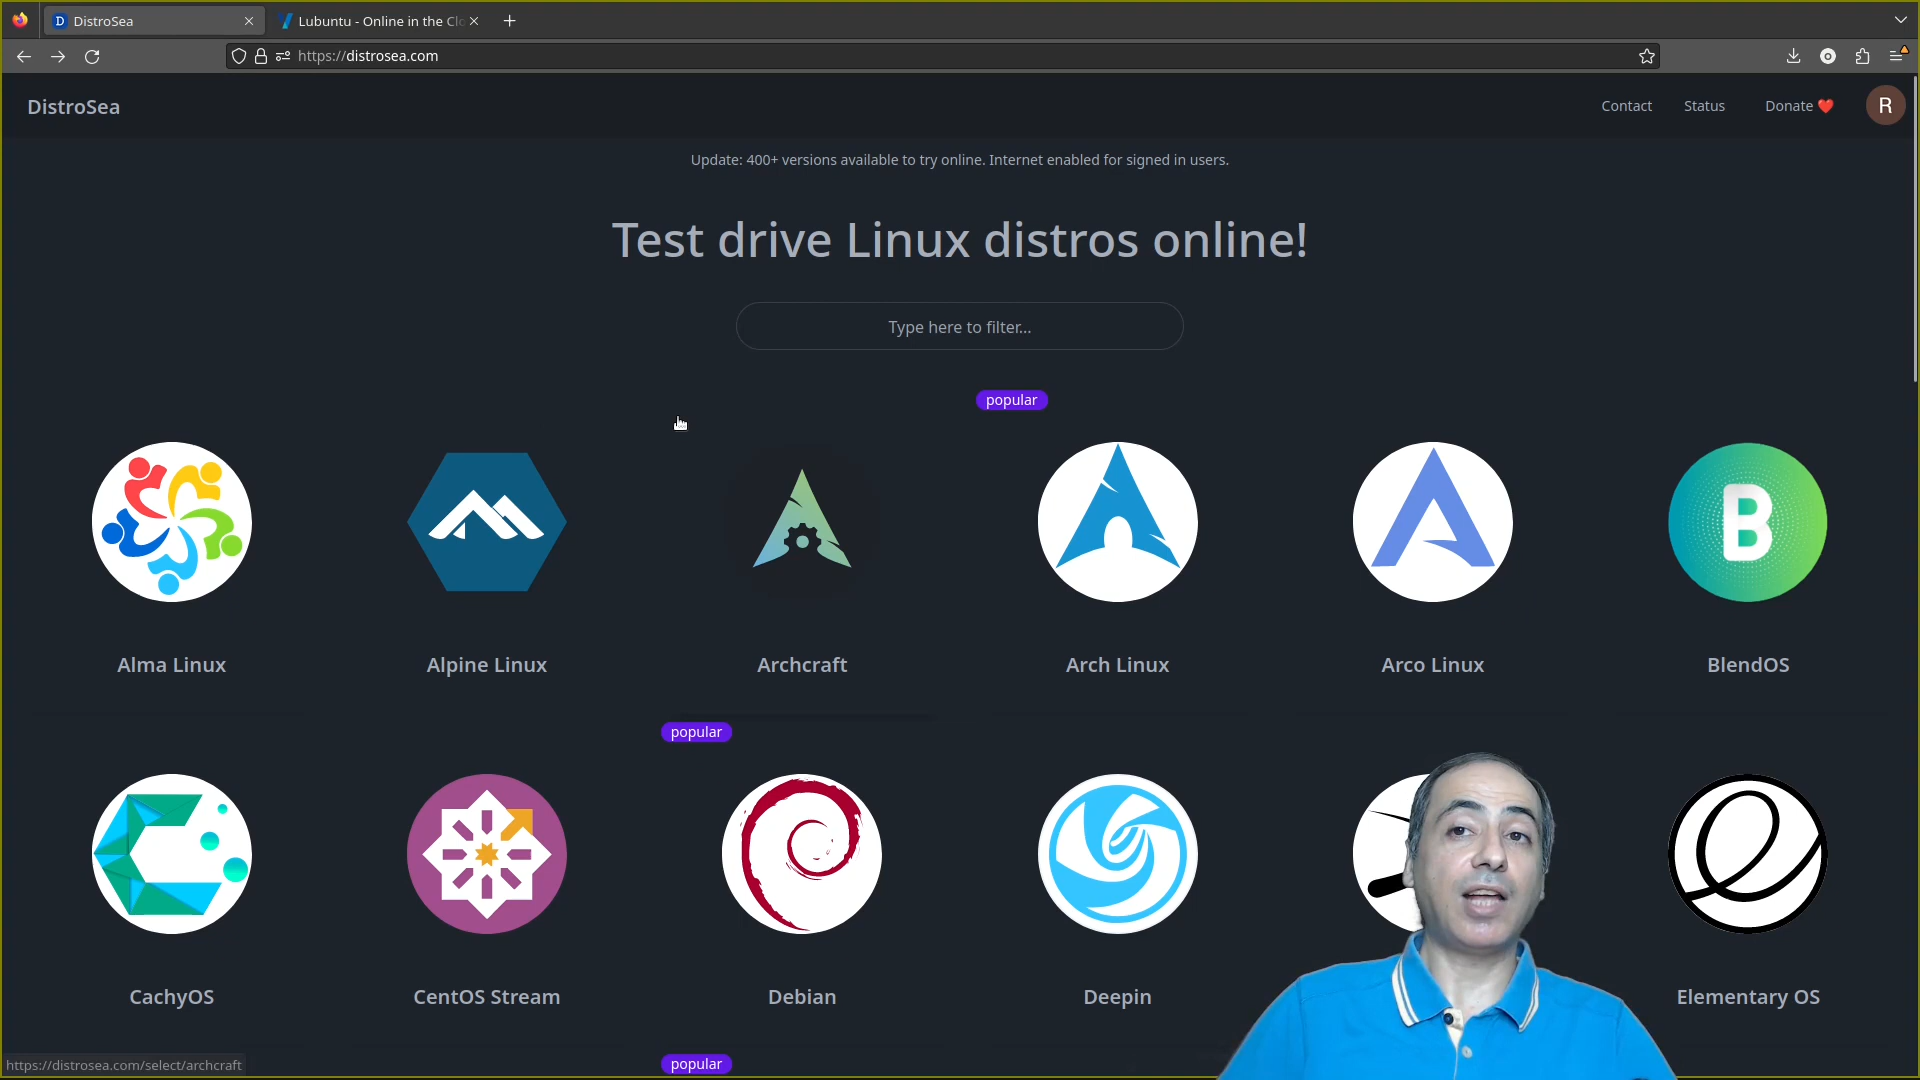 DistroSea
Lubuntu - Online in the Clo
https://distrosea.com
DistroSea
Contact
Status
Donate ❤️
R
Update: 400+ versions available to try online. Internet enabled for signed in users.
Test drive Linux distros online!
Type here to filter...
popular
Alma Linux
Alpine Linux
Archcraft
Arch Linux
Arco Linux
BlendOS
popular
CachyOS
CentOS Stream
Debian
Deepin
Elementary OS
https://distrosea.com/select/archcraft
popular